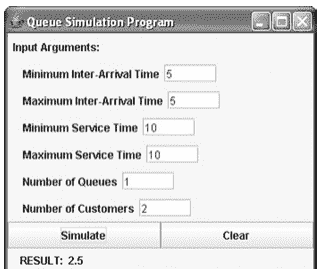 Queue Simulation Program
Input Arguments:
Minimum Inter-Arrival Time 5
Maximum Inter-Arrival Time 5
Minimum Service Time 10
Maximum Service Time 10
Number of Queues 1
Number of Customers 2
Simulate Clear
RESULT: 2.5